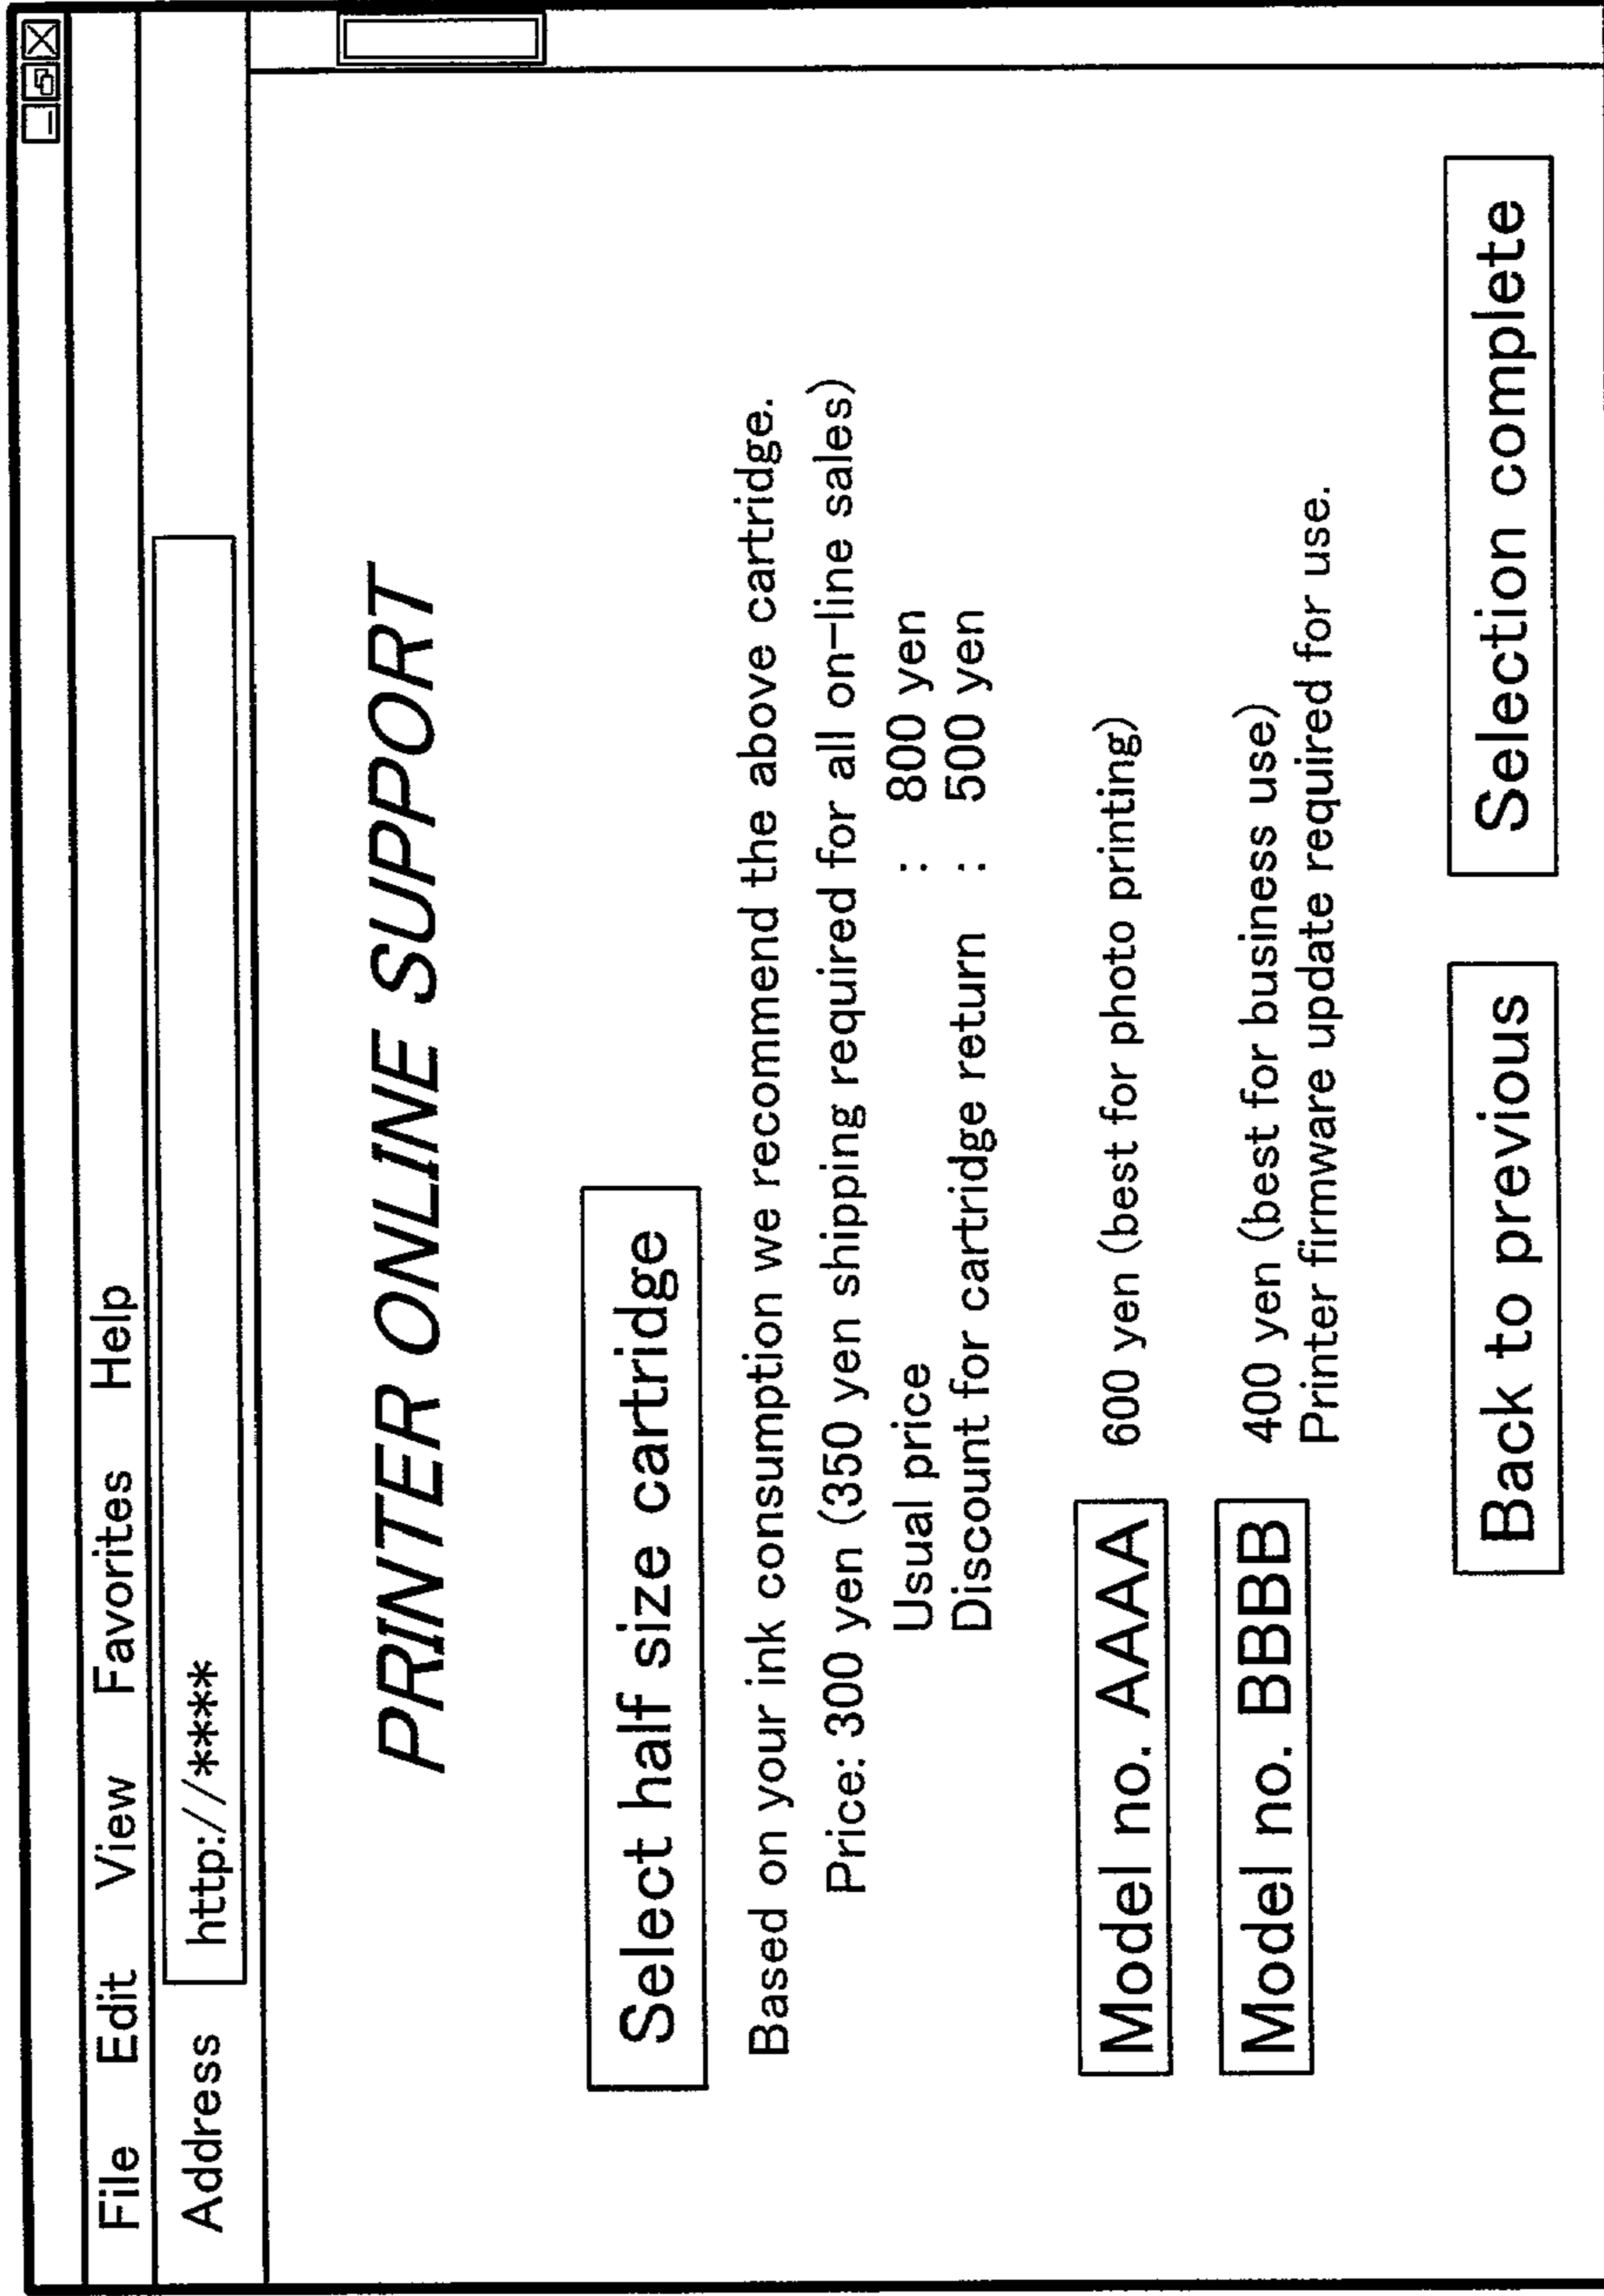 File Edit View Favorites Help
Address http://****
PRINTER ONLINE SUPPORT
Select half size cartridge
Based on your ink consumption we recommend the above cartridge.
Price: 300 yen (350 yen shipping required for all on-line sales)
Usual price : 800 yen
Discount for cartridge return : 500 yen
Model no. AAAA 600 yen (best for photo printing)
Model no. BBBB 400 yen (best for business use)
Printer firmware update required for use.
Back to previous Selection complete